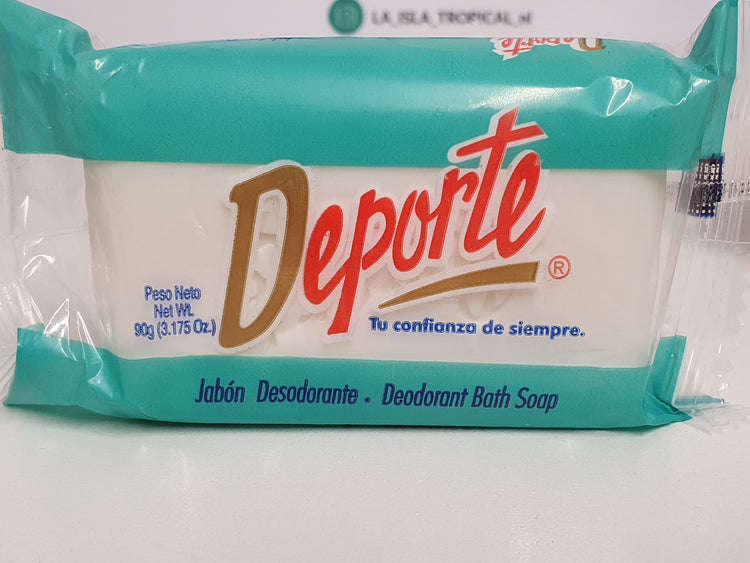 LA_ISLA_TROPICAL_nl
Deporte
Deporte®
Peso Neto
Net Wt.
90g (3.175 Oz.)
Tu confianza de siempre.
Jabón Desodorante • Deodorant Bath Soap